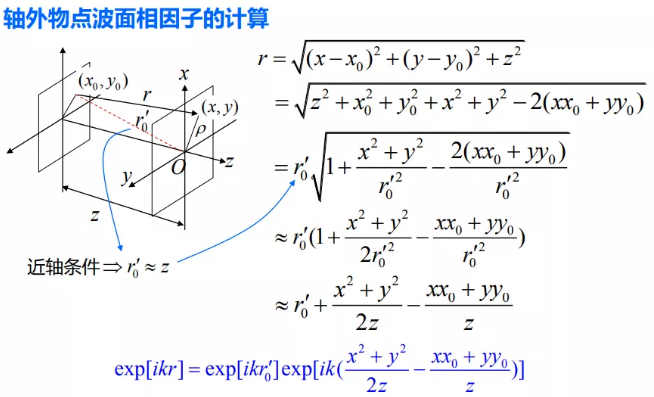 轴外物点波面相因子的计算
(x₀, y₀)
r
r₀′
x
(x, y)
ρ
y
O
z
z
近轴条件⇒ r₀′ ≈ z
r = √((x−x₀)² + (y−y₀)² + z²)
= √(z² + x₀² + y₀² + x² + y² − 2(xx₀ + yy₀))
= r₀′√(1 + (x² + y²)/r₀′² − 2(xx₀ + yy₀)/r₀′²)
≈ r₀′(1 + (x² + y²)/2r₀′² − (xx₀ + yy₀)/r₀′²)
≈ r₀′ + (x² + y²)/2z − (xx₀ + yy₀)/z
exp[ikr] = exp[ikr₀′]exp[ik((x² + y²)/2z − (xx₀ + yy₀)/z)]